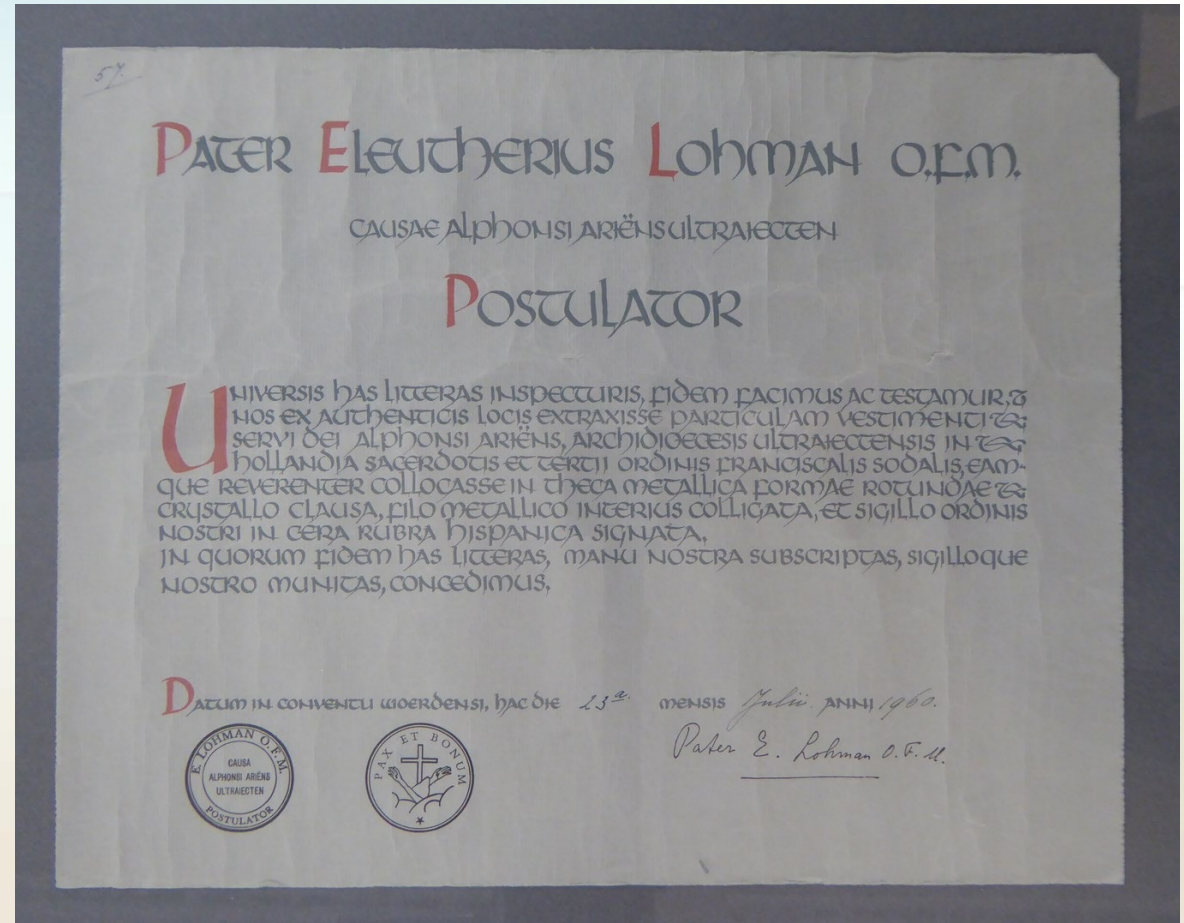 57.
PATER ELEUTHERIUS LOHMAN O.F.M.
CAUSAE ALPHONSI ARIËNS ULTRAIECTEN
POSTULATOR
UNIVERSIS HAS LITTERAS INSPECTURIS, FIDEM FACIMUS AC TESTAMUR,
NOS EX AUTHENTICIS LOCIS EXTRAXISSE PARTICULAM VESTIMENTI
SERVI DEI ALPHONSI ARIËNS, ARCHIDIOECESIS ULTRAIECTENSIS IN
HOLLANDIA SACERDOTIS ET TERTII ORDINIS FRANCISCALIS SODALIS, EAM-
QUE REVERENTER COLLOCASSE IN THECA METALLICA FORMAE ROTUNDAE
CRYSTALLO CLAUSA, FILO METALLICO INTERIUS COLLIGATA, ET SIGILLO ORDINIS
NOSTRI IN CERA RUBRA HISPANICA SIGNATA.
IN QUORUM FIDEM HAS LITTERAS, MANU NOSTRA SUBSCRIPTAS, SIGILLOQUE
NOSTRO MUNITAS, CONCEDIMUS.
DATUM IN CONVENTU WOERDENSI, HAC DIE 23ª MENSIS Julii. ANNI 1960.
Pater E. Lohman O.F.M.
E. LOHMAN O.F.M.
CAUSA
ALPHONSI ARIËNS
ULTRAIECTEN
POSTULATOR
PAX ET BONUM